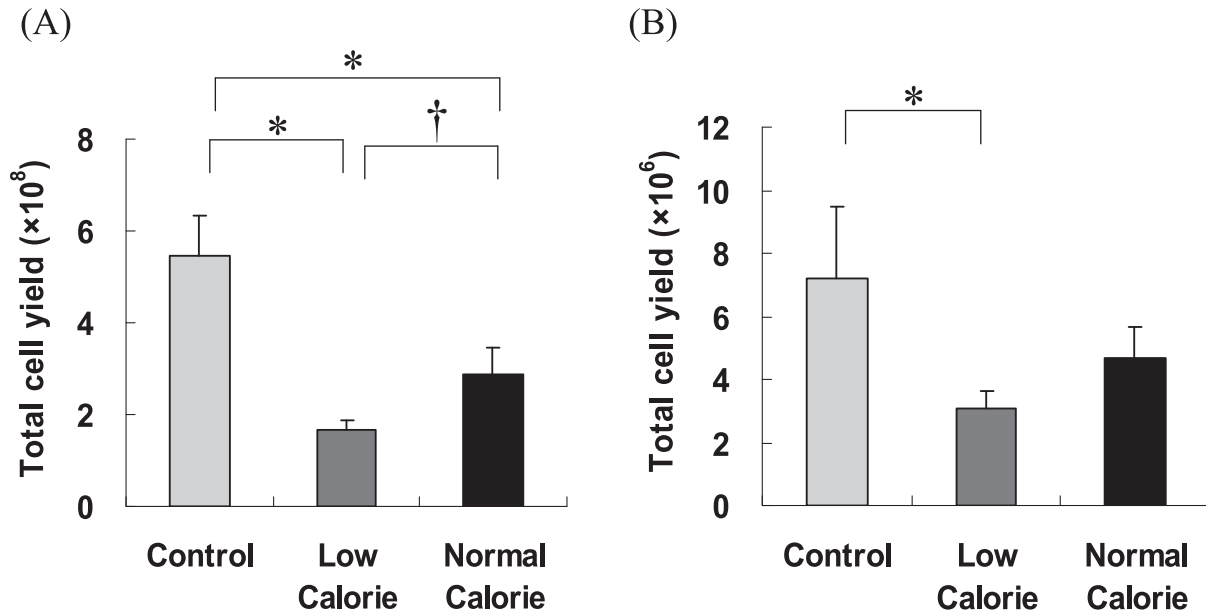 (A)
Total cell yield (×10⁸)
8
6
4
2
0
*
*
†
Control
Low
Calorie
Normal
Calorie
(B)
Total cell yield (×10⁶)
12
10
8
6
4
2
0
*
Control
Low
Calorie
Normal
Calorie